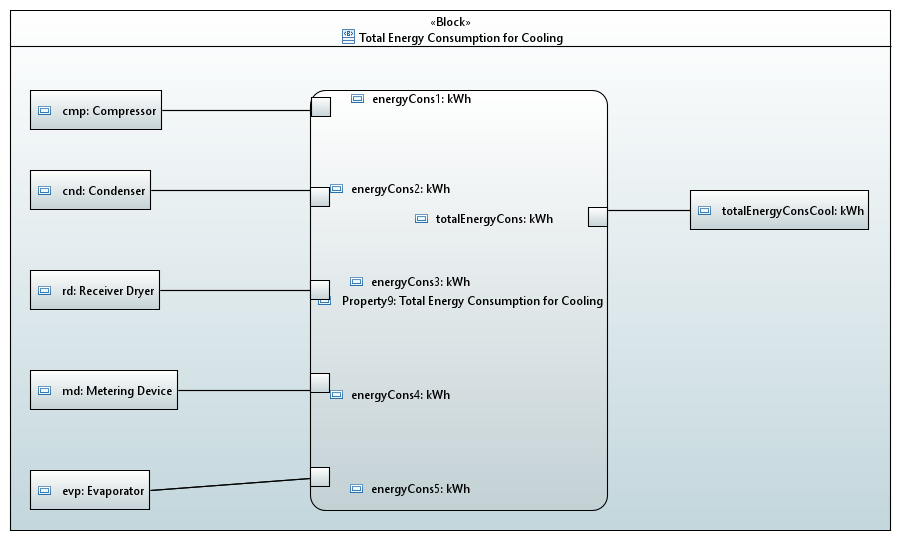 «Block»
Total Energy Consumption for Cooling
cmp: Compressor
energyCons1: kWh
cnd: Condenser
energyCons2: kWh
totalEnergyCons: kWh
totalEnergyConsCool: kWh
rd: Receiver Dryer
energyCons3: kWh
Property9: Total Energy Consumption for Cooling
md: Metering Device
energyCons4: kWh
evp: Evaporator
energyCons5: kWh